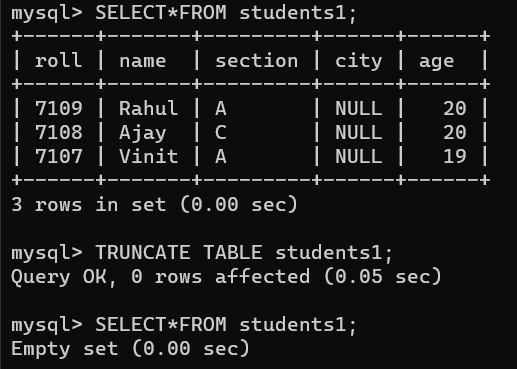 mysql> SELECT*FROM students1;
+------+-------+---------+------+------+
| roll | name  | section | city | age  |
+------+-------+---------+------+------+
| 7109 | Rahul | A       | NULL |   20 |
| 7108 | Ajay  | C       | NULL |   20 |
| 7107 | Vinit | A       | NULL |   19 |
+------+-------+---------+------+------+
3 rows in set (0.00 sec)

mysql> TRUNCATE TABLE students1;
Query OK, 0 rows affected (0.05 sec)

mysql> SELECT*FROM students1;
Empty set (0.00 sec)